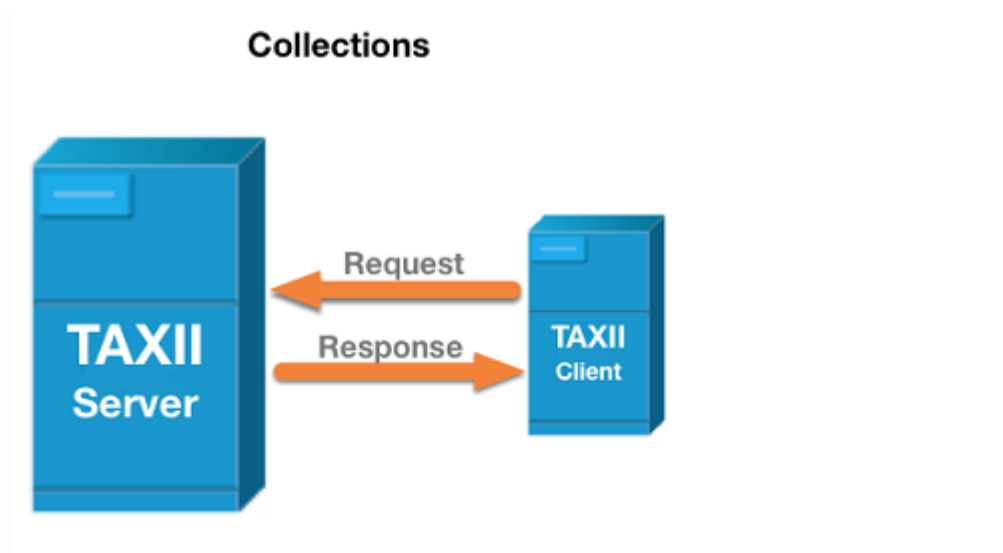 Collections
Request
Response
TAXII
Server
TAXII
Client